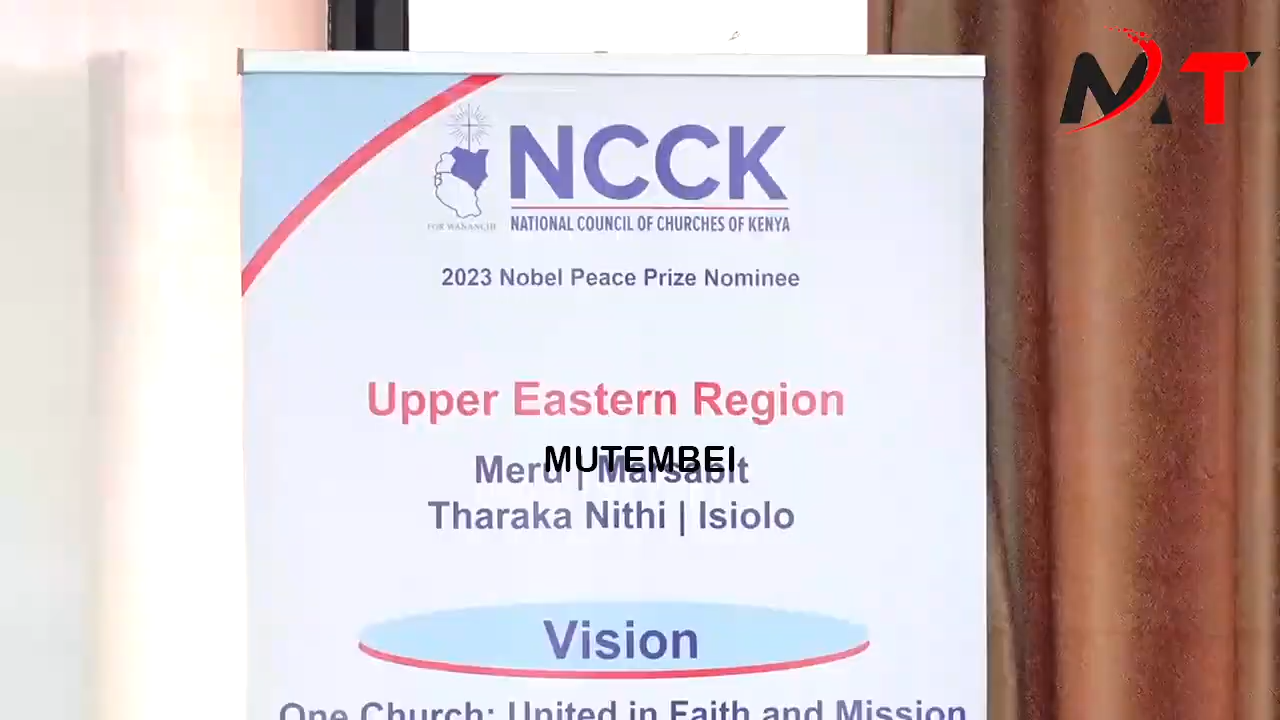 MT
NCCK
FOR WANANCHI
NATIONAL COUNCIL OF CHURCHES OF KENYA
2023 Nobel Peace Prize Nominee
Upper Eastern Region
MUTEMBEI
Meru | Marsabit
Tharaka Nithi | Isiolo
Vision
One Church: United in Faith and Mission